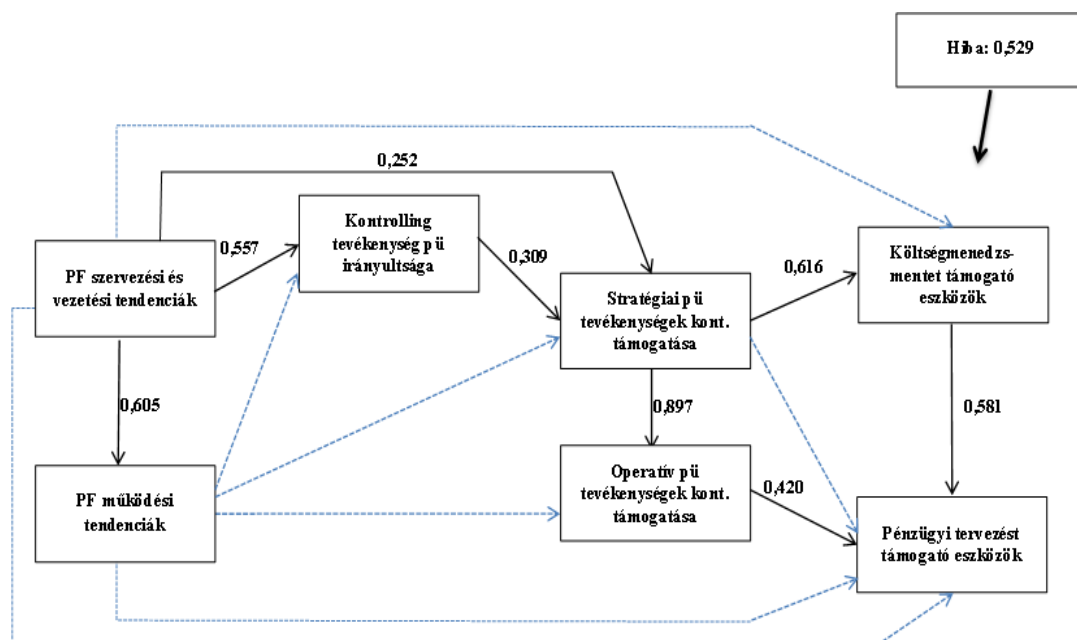 Hiba: 0,529
0,252
Kontrolling
tevékenység pü
irányultsága
0,557
0,309
PF szervezési és
vezetési tendenciák
Stratégiai pü
tevékenységek kont.
támogatása
0,616
Költségmenedzs-
mentet támogató
eszközök
0,605
0,897
0,581
PF működési
tendenciák
Operatív pü
tevékenységek kont.
támogatása
0,420
Pénzügyi tervezést
támogató eszközök